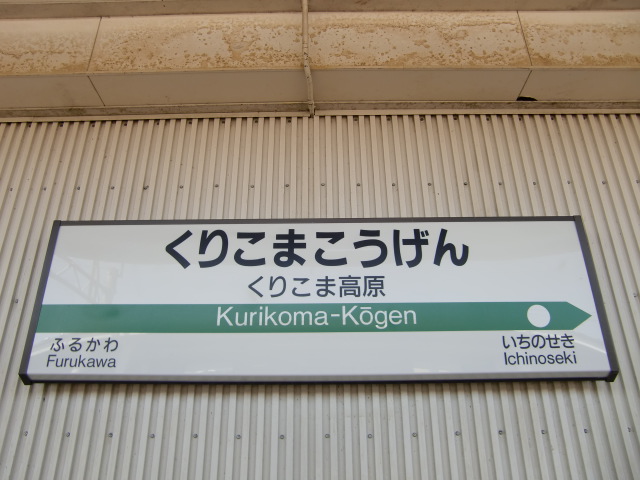 くりこまこうげん
くりこま高原
Kurikoma-Kōgen
ふるかわ
Furukawa
いちのせき
Ichinoseki